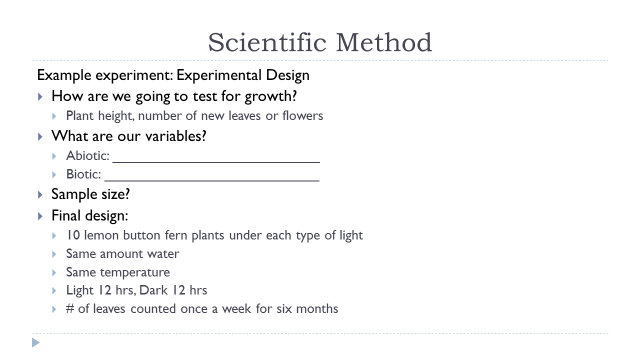 Scientific Method
Example experiment: Experimental Design
How are we going to test for growth?
Plant height, number of new leaves or flowers
What are our variables?
Abiotic: ______________________________
Biotic: _______________________________
Sample size?
Final design:
10 lemon button fern plants under each type of light
Same amount water
Same temperature
Light 12 hrs, Dark 12 hrs
# of leaves counted once a week for six months